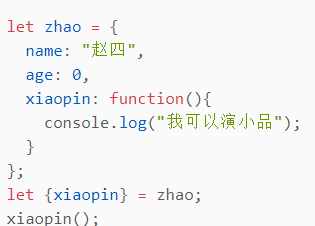 let zhao = {
  name: "赵四",
  age: 0,
  xiaopin: function(){
    console.log("我可以演小品");
  }
};
let {xiaopin} = zhao;
xiaopin();